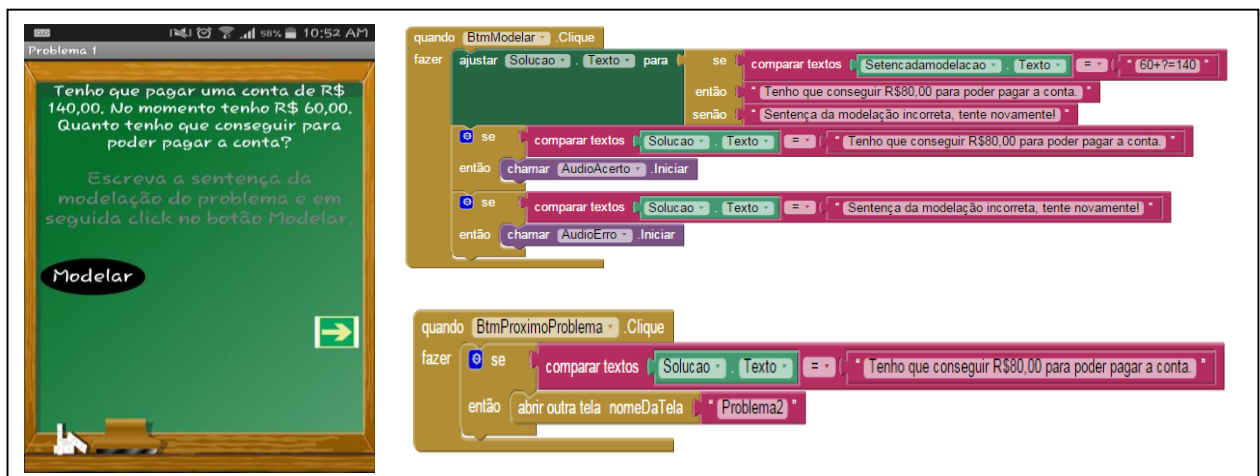 58% 10:52 AM
Problema 1
Tenho que pagar uma conta de R$
140,00. No momento tenho R$ 60,00.
Quanto tenho que conseguir para
poder pagar a conta?
Escreva a sentença da
modelação do problema e em
seguida click no botão Modelar.
Modelar
quando BtmModelar .Clique
fazer ajustar Solucao . Texto para se comparar textos Setencadamodelacao . Texto = " 60+?=140 "
então " Tenho que conseguir R$80,00 para poder pagar a conta. "
senão " Sentença da modelação incorreta, tente novamente! "
se comparar textos Solucao . Texto = " Tenho que conseguir R$80,00 para poder pagar a conta. "
então chamar AudioAcerto .Iniciar
se comparar textos Solucao . Texto = " Sentença da modelação incorreta, tente novamente! "
então chamar AudioErro .Iniciar
quando BtmProximoProblema .Clique
fazer se comparar textos Solucao . Texto = " Tenho que conseguir R$80,00 para poder pagar a conta. "
então abrir outra tela nomeDaTela " Problema2 "